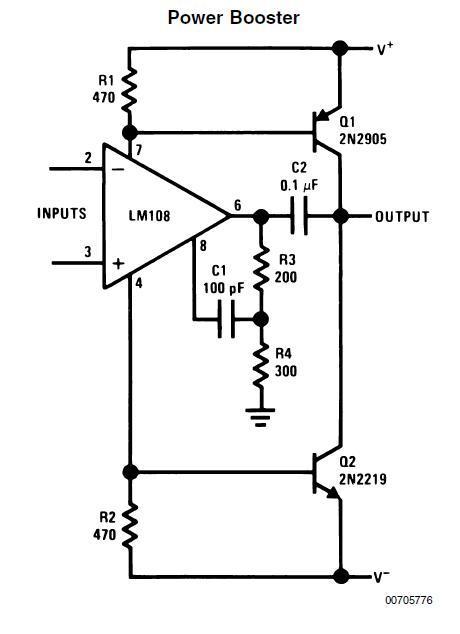 Power Booster
V+
R1
470
Q1
2N2905
7
2
−
C2
0.1 μF
6
INPUTS
LM108
OUTPUT
8
3
+
R3
200
C1
100 pF
4
R4
300
Q2
2N2219
R2
470
V−
00705776